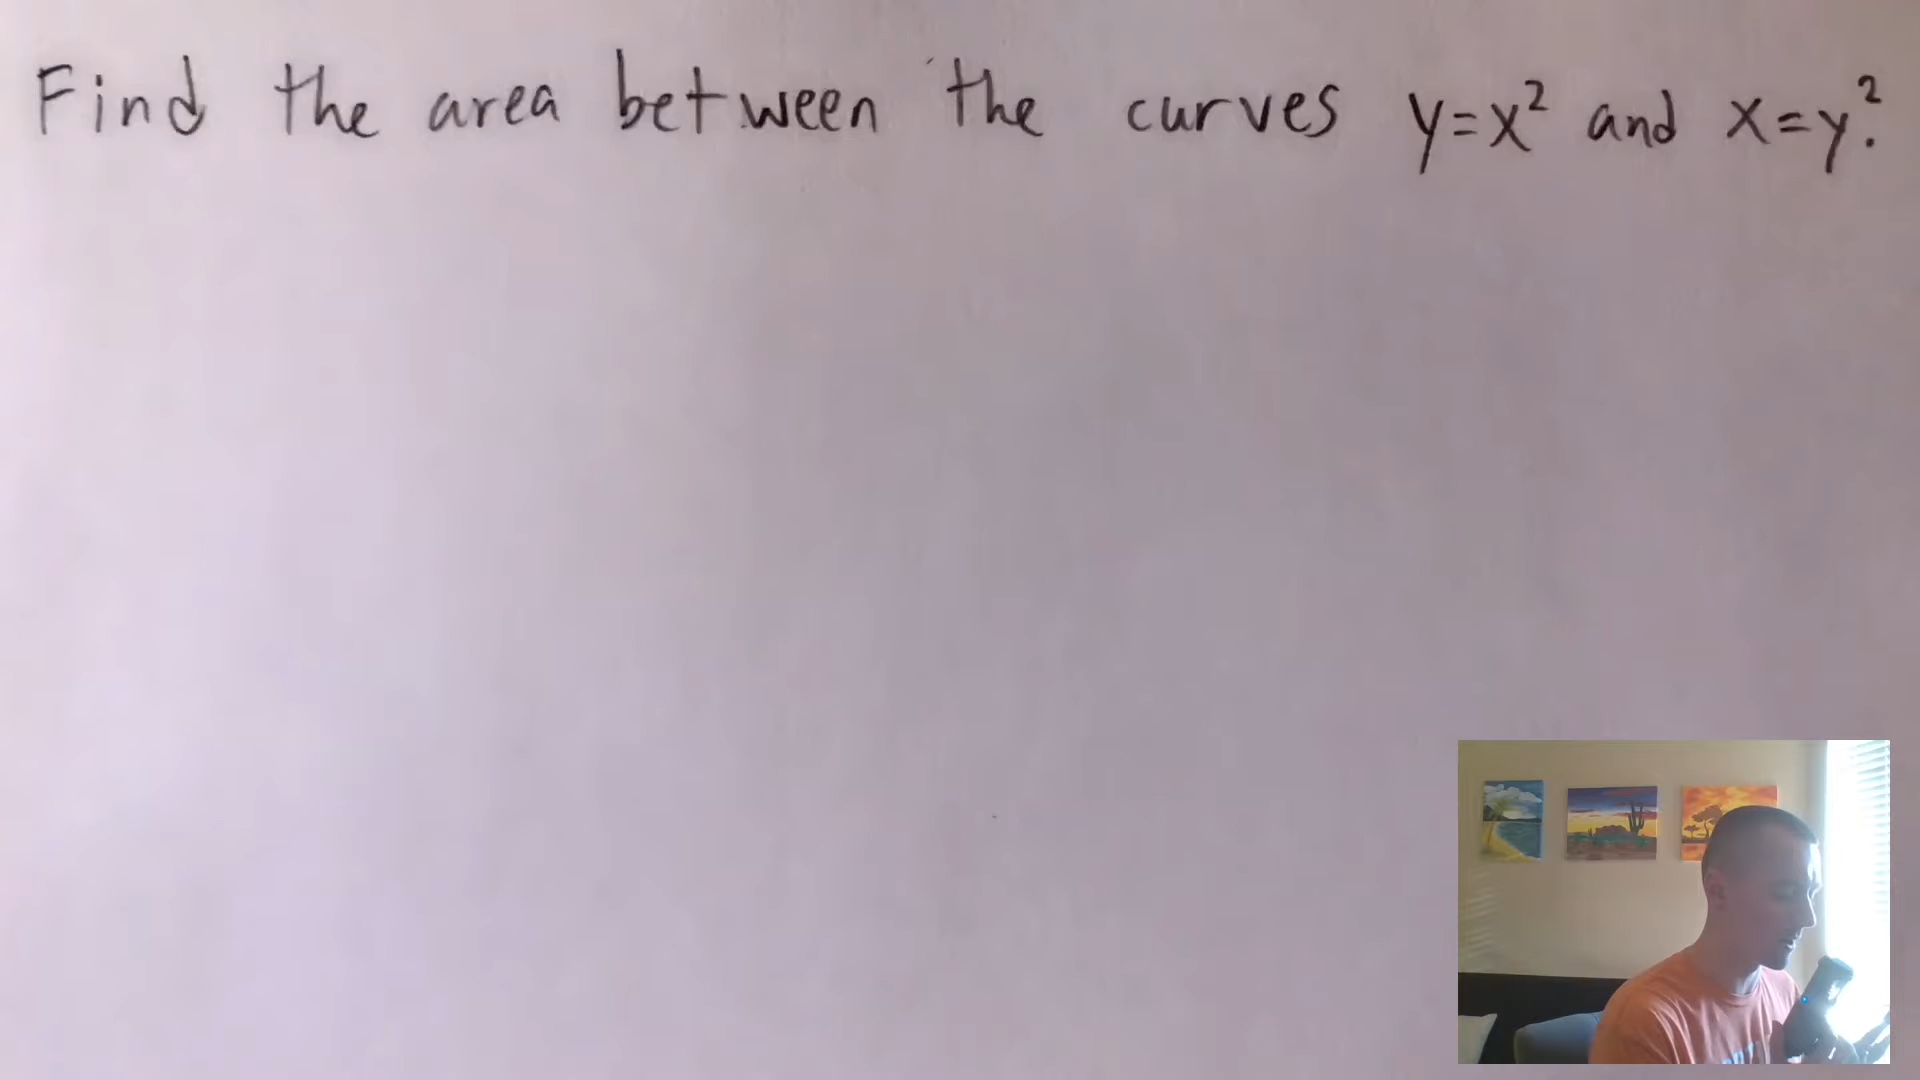 Find the area between the curves y=x² and x=y².